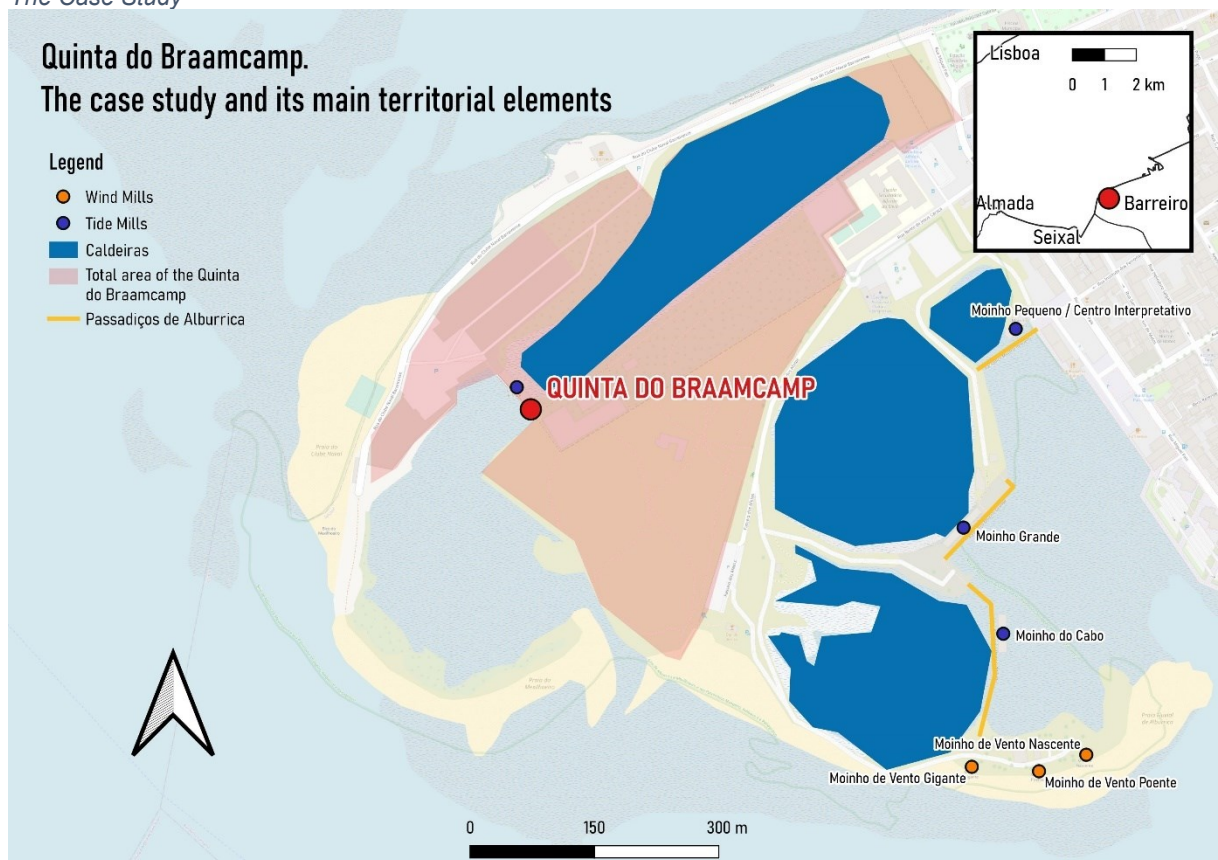 The Case Study
Quinta do Braamcamp.
The case study and its main territorial elements
Legend
Wind Mills
Tide Mills
Caldeiras
Total area of the Quinta
do Braamcamp
Passadiços de Alburrica
Lisboa
0 1 2 km
Almada
Barreiro
Seixal
Moinho Pequeno / Centro Interpretativo
QUINTA DO BRAAMCAMP
Moinho Grande
Moinho do Cabo
Moinho de Vento Nascente
Moinho de Vento Gigante
Moinho de Vento Poente
0 150 300 m